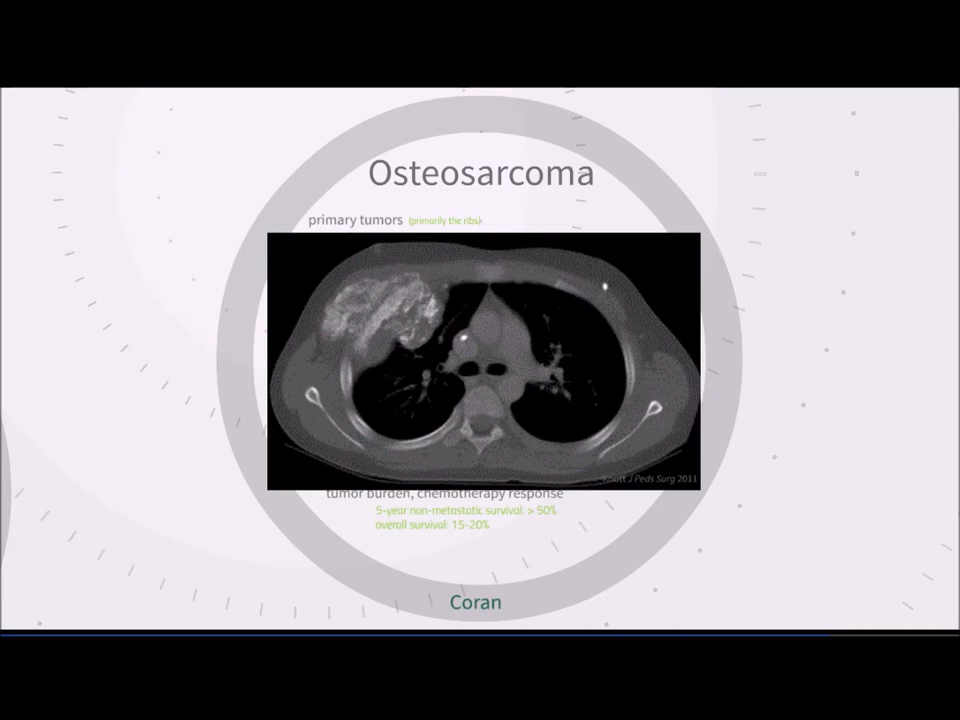 Osteosarcoma
primary tumors (primarily the ribs)
Knott J Peds Surg 2011
tumor burden, chemotherapy response
5-year non-metastatic survival: > 50%
overall survival: 15-20%
Coran